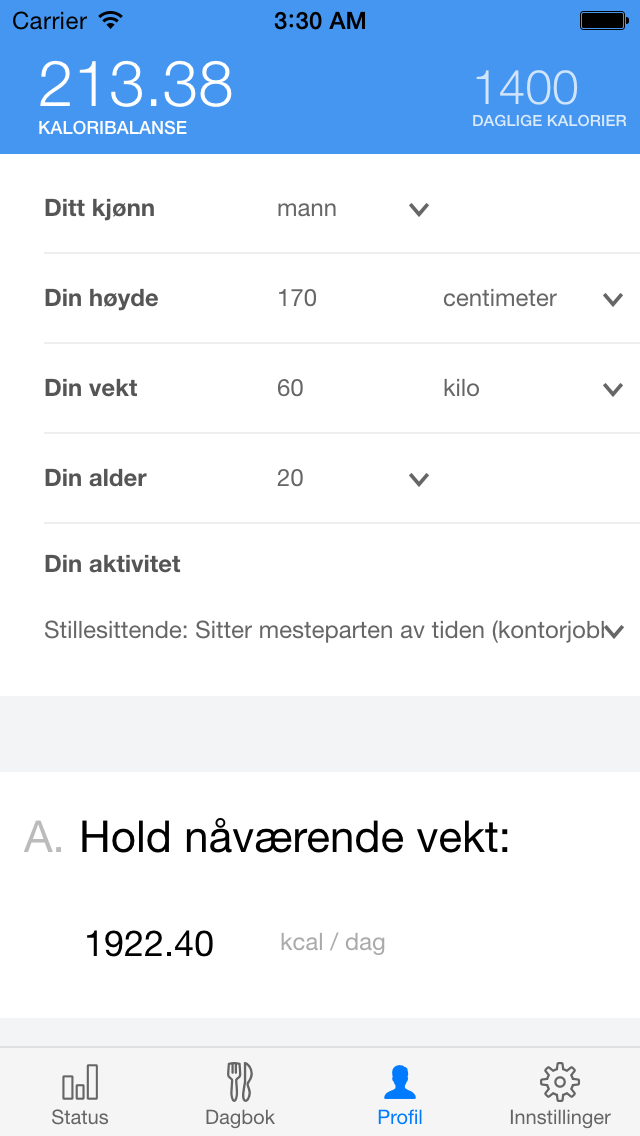 Carrier 3:30 AM
213.38 1400
KALORIBALANSE DAGLIGE KALORIER
Ditt kjønn mann
Din høyde 170 centimeter
Din vekt 60 kilo
Din alder 20
Din aktivitet
Stillesittende: Sitter mesteparten av tiden (kontorjobb
A. Hold nåværende vekt:
1922.40 kcal / dag
Status Dagbok Profil Innstillinger